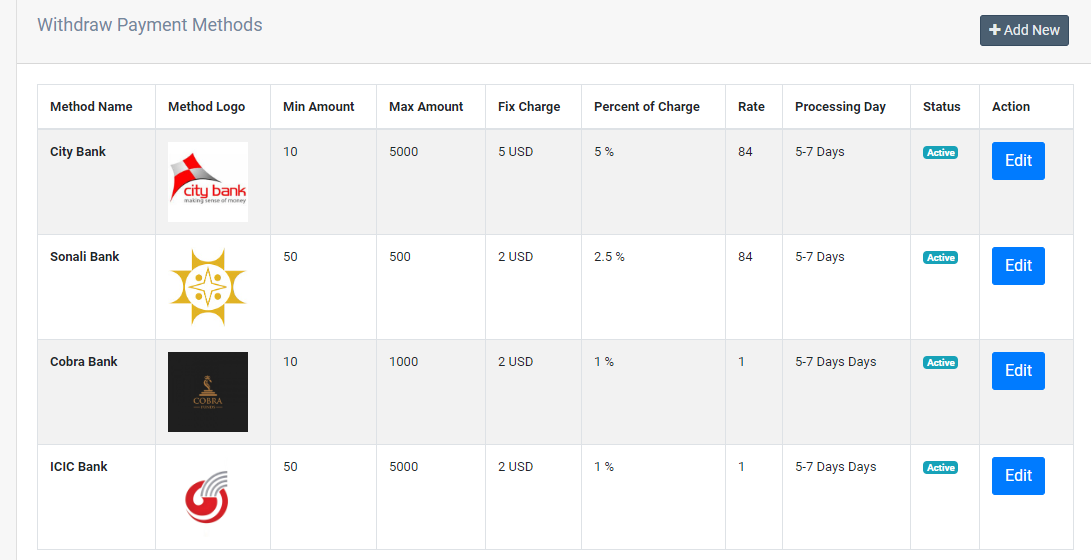 Withdraw Payment Methods
Add New
Method Name Method Logo Min Amount Max Amount Fix Charge Percent of Charge Rate Processing Day Status Action
City Bank 10 5000 5 USD 5 % 84 5-7 Days Active Edit
city bank
making sense of money
Sonali Bank 50 500 2 USD 2.5 % 84 5-7 Days Active Edit
Cobra Bank 10 1000 2 USD 1 % 1 5-7 Days Days Active Edit
COBRA
ICIC Bank 50 5000 2 USD 1 % 1 5-7 Days Days Active Edit